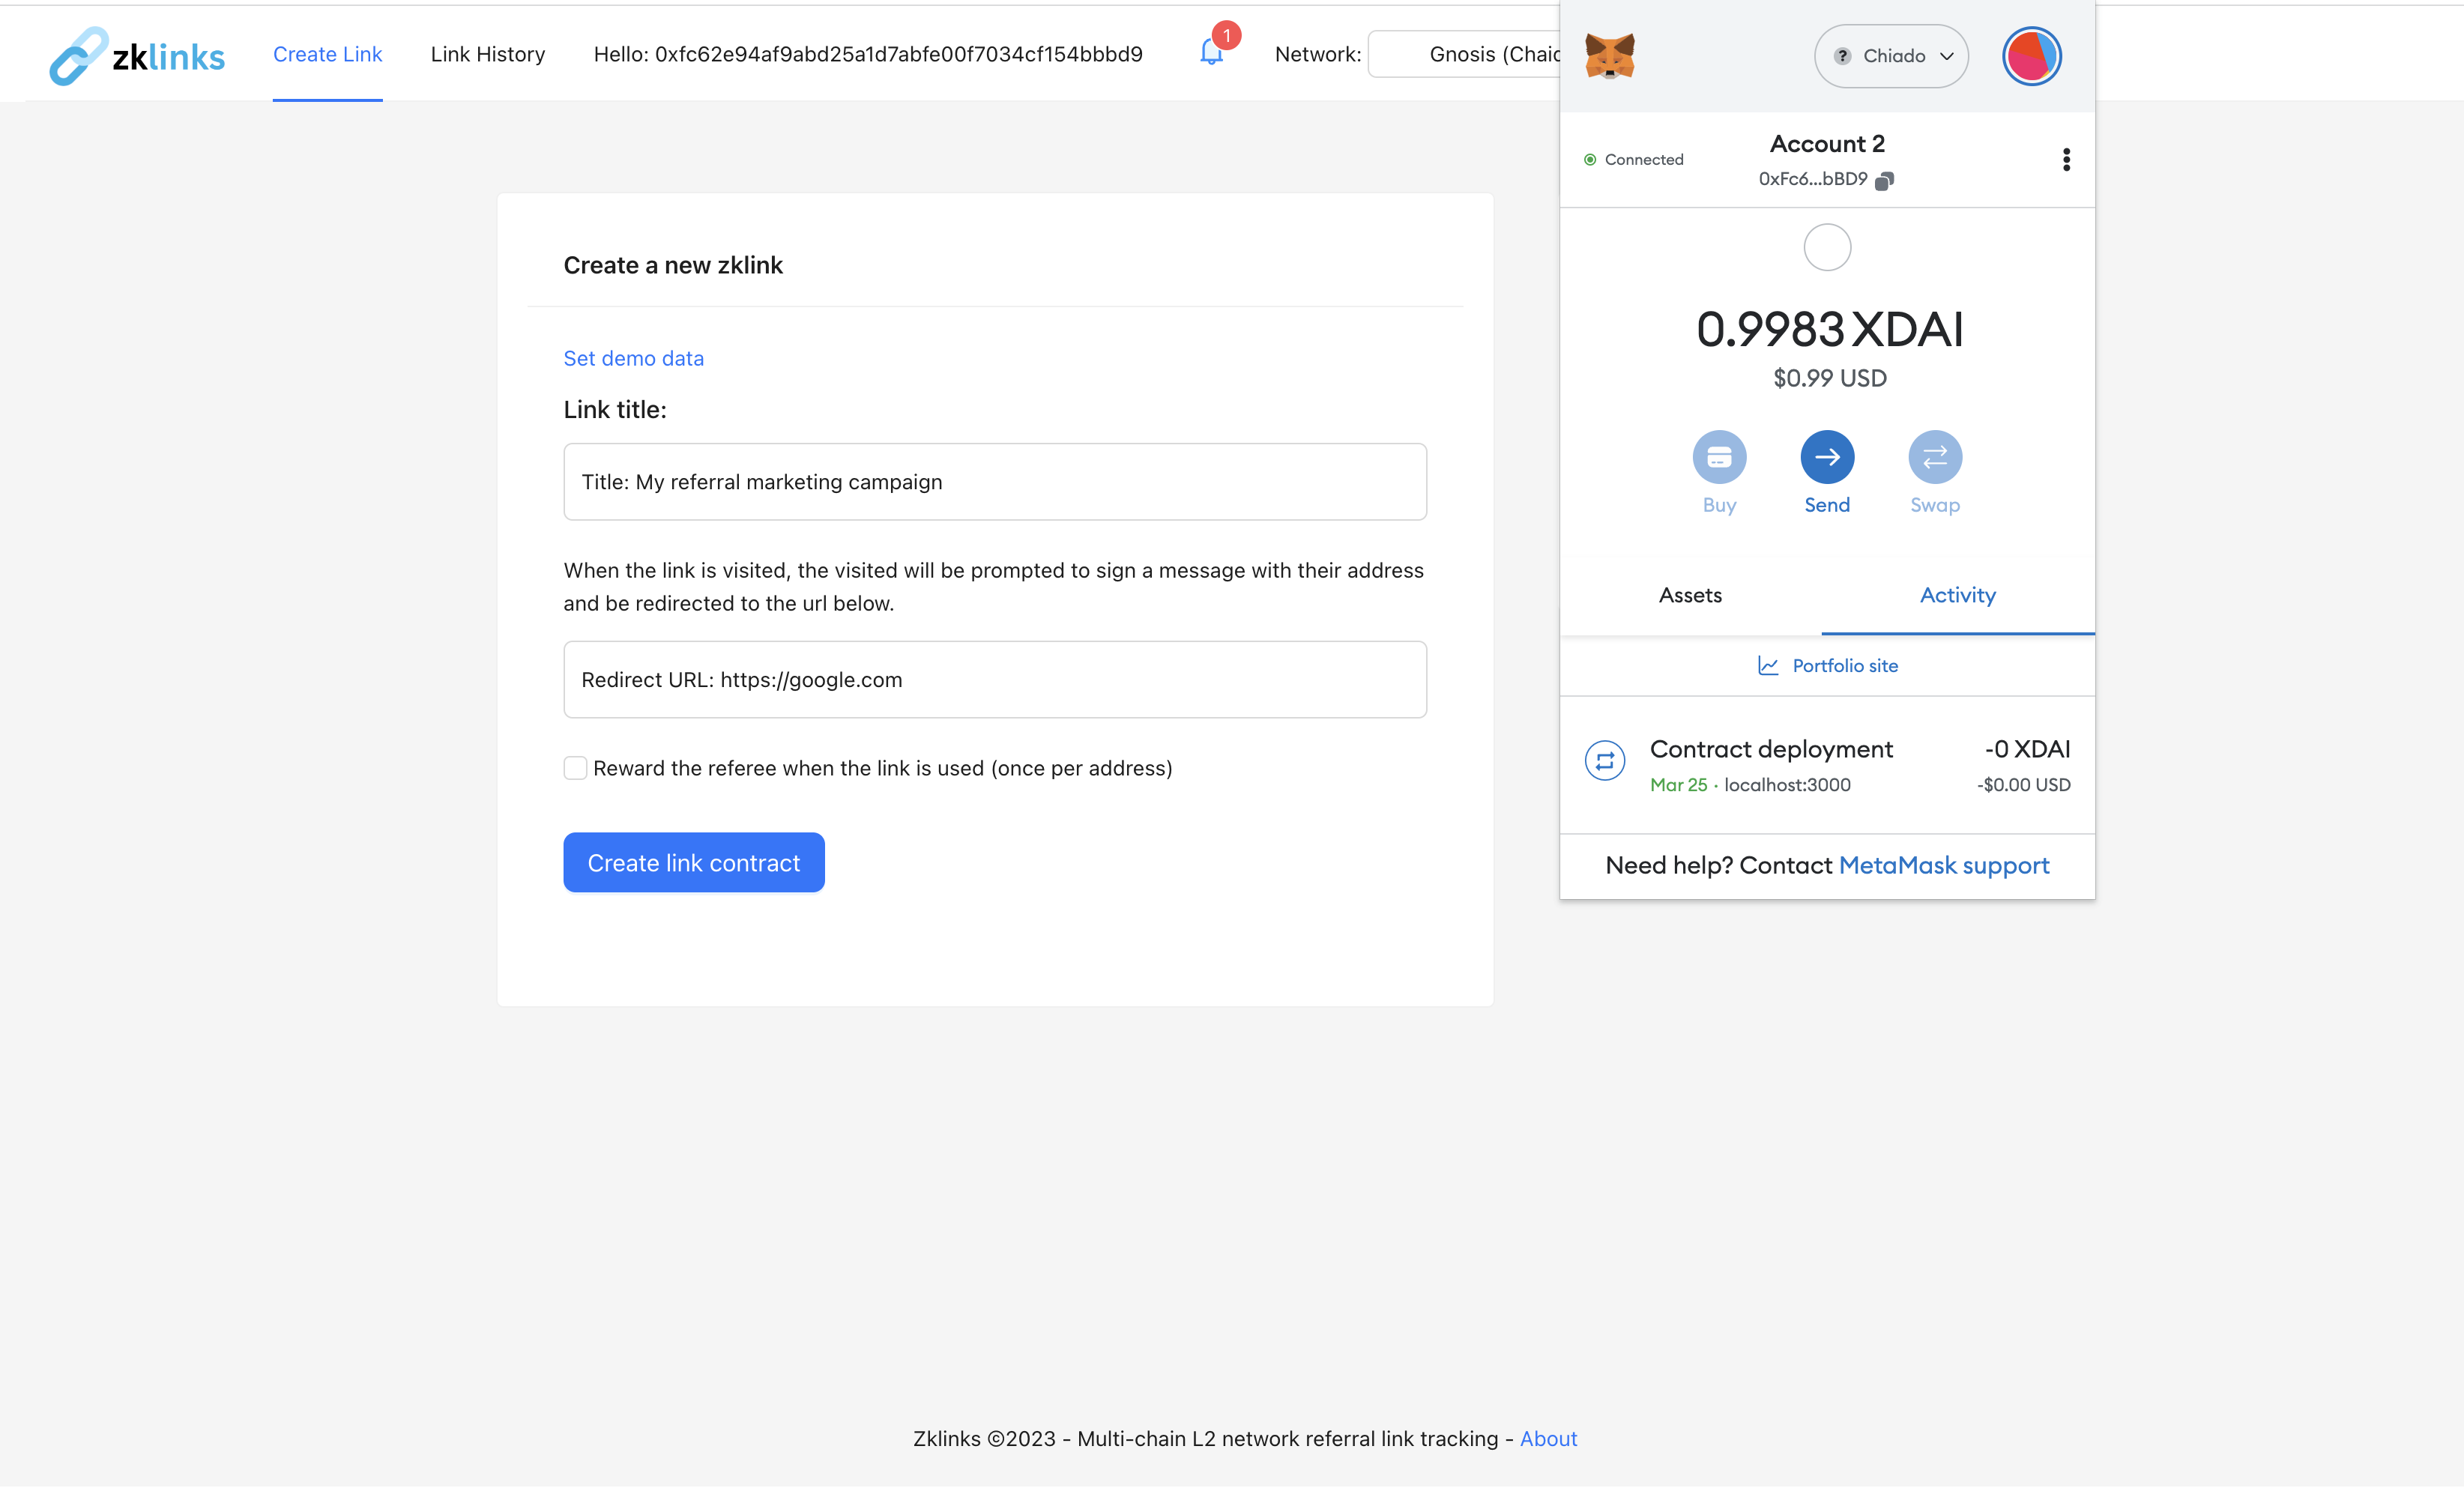 zklinks
Create Link
Link History
Hello: 0xfc62e94af9abd25a1d7abfe00f7034cf154bbbd9
1
Network:
Gnosis (Chaid
Create a new zklink
Set demo data
Link title:
Title: My referral marketing campaign
When the link is visited, the visited will be prompted to sign a message with their address
and be redirected to the url below.
Redirect URL: https://google.com
Reward the referee when the link is used (once per address)
Create link contract
? Chiado
Connected
Account 2
0xFc6...bBD9
0.9983 XDAI
$0.99 USD
Buy
Send
Swap
Assets
Activity
Portfolio site
Contract deployment
-0 XDAI
Mar 25 · localhost:3000
-$0.00 USD
Need help? Contact MetaMask support
Zklinks ©2023 - Multi-chain L2 network referral link tracking - About